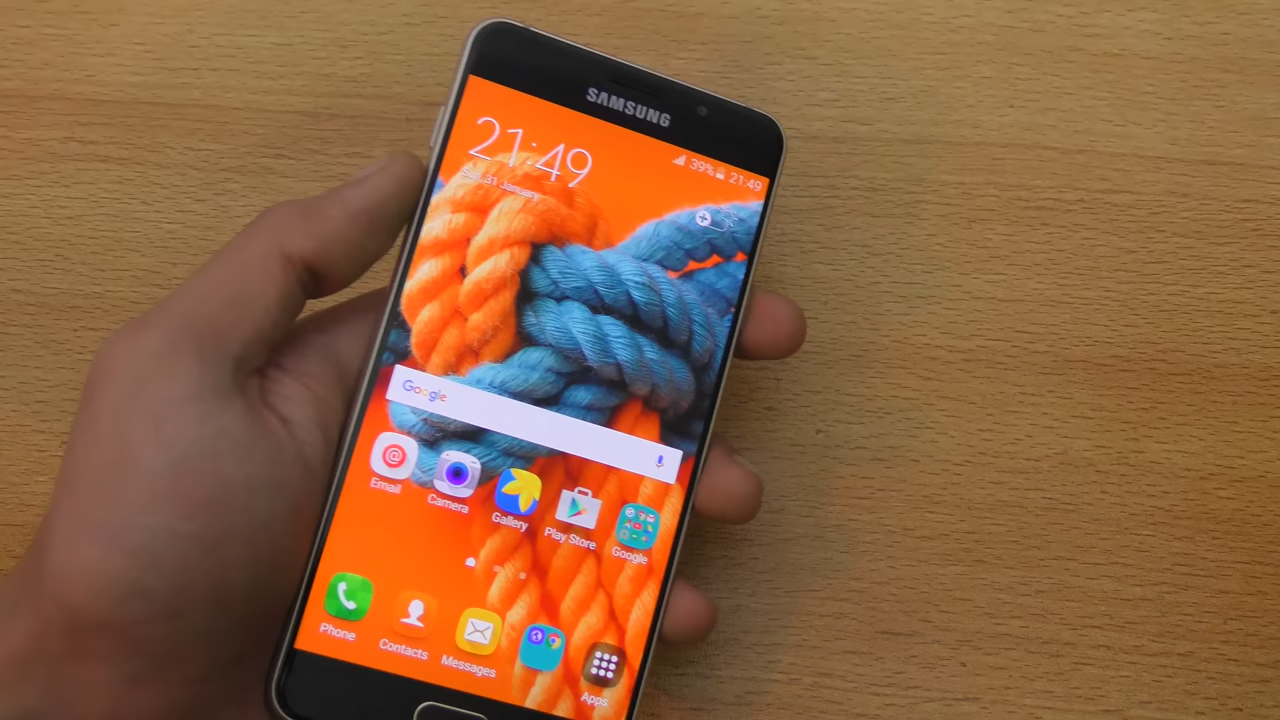 SAMSUNG
39% 21:49
21:49
Sun, 31 January
Google
Email
Camera
Gallery
Play Store
Google
Phone
Contacts
Messages
Apps